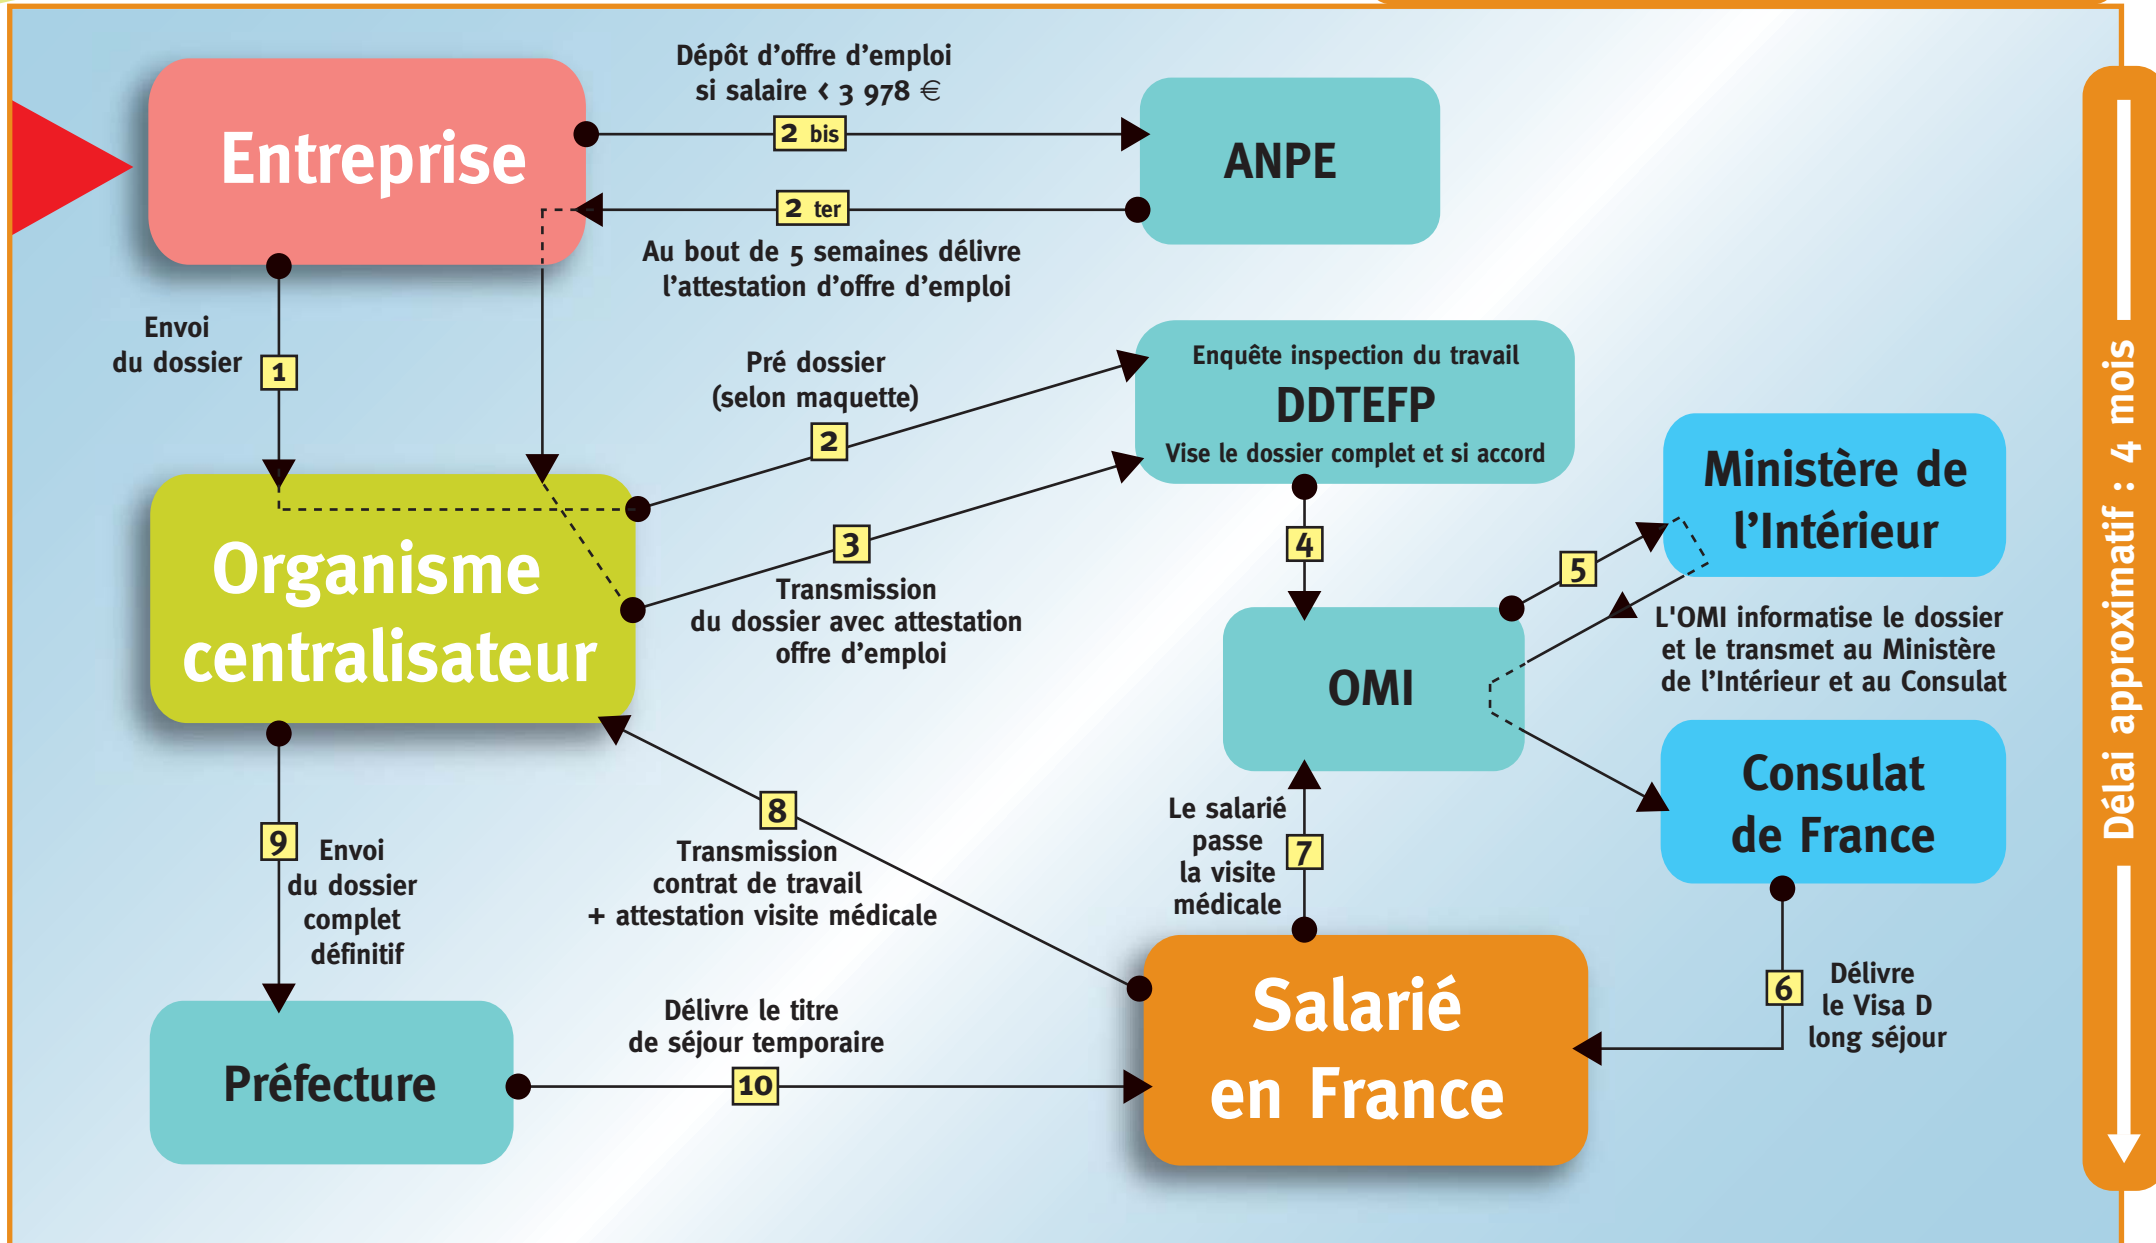 Dépôt d’offre d’emploi
si salaire < 3 978 €
Entreprise
2 bis
ANPE
2 ter
Au bout de 5 semaines délivre
l’attestation d’offre d’emploi
Envoi
du dossier
1
Pré dossier
(selon maquette)
2
Enquête inspection du travail
DDTEFP
Vise le dossier complet et si accord
Organisme
centralisateur
3
Transmission
du dossier avec attestation
offre d’emploi
4
5
Ministère de
l’Intérieur
L'OMI informatise le dossier
et le transmet au Ministère
de l’Intérieur et au Consulat
OMI
Consulat
de France
Délai approximatif : 4 mois
8
Transmission
contrat de travail
+ attestation visite médicale
Le salarié
passe
la visite
médicale
7
9
Envoi
du dossier
complet
définitif
6
Délivre
le Visa D
long séjour
Préfecture
Délivre le titre
de séjour temporaire
10
Salarié
en France